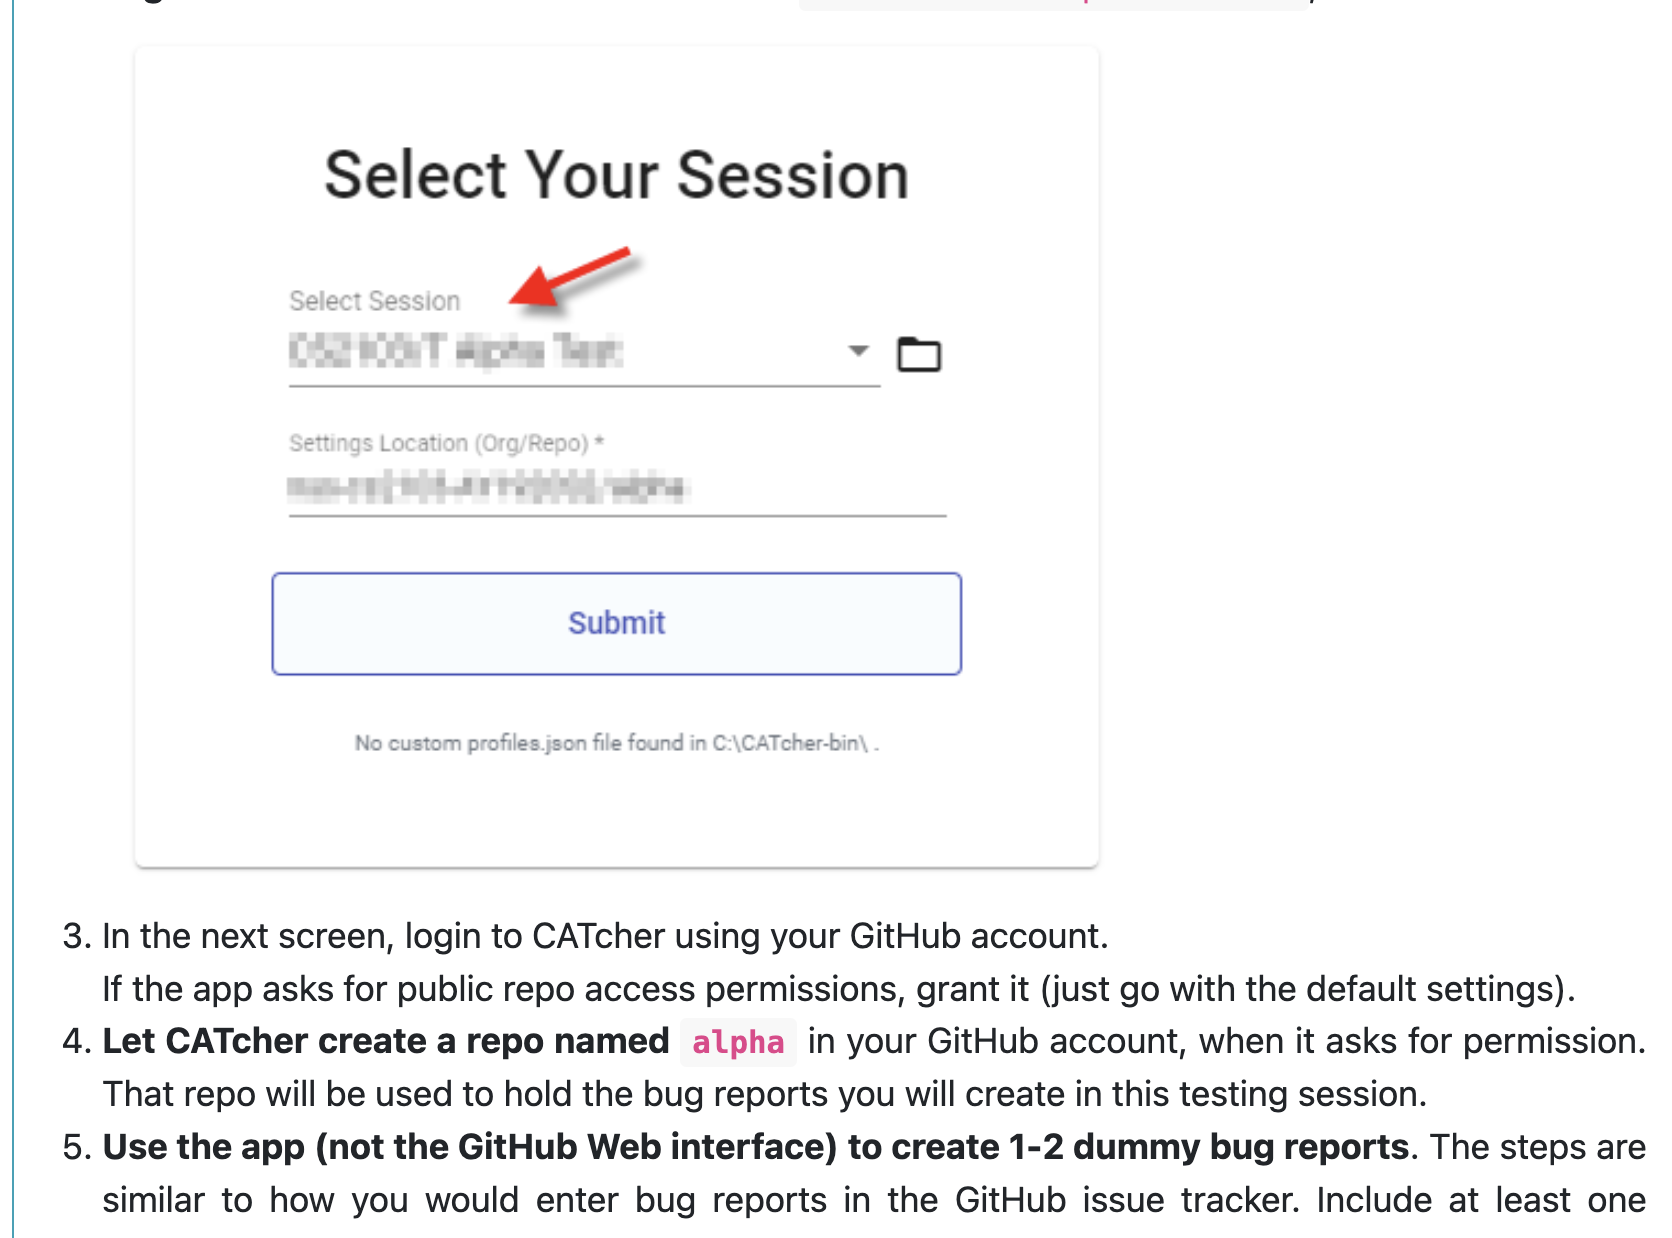 Select Your Session
Select Session
Settings Location (Org/Repo) *
Submit
No custom profiles.json file found in C:\CATcher-bin\ .
3. In the next screen, login to CATcher using your GitHub account.
If the app asks for public repo access permissions, grant it (just go with the default settings).
4. Let CATcher create a repo named alpha in your GitHub account, when it asks for permission.
That repo will be used to hold the bug reports you will create in this testing session.
5. Use the app (not the GitHub Web interface) to create 1-2 dummy bug reports. The steps are
similar to how you would enter bug reports in the GitHub issue tracker. Include at least one